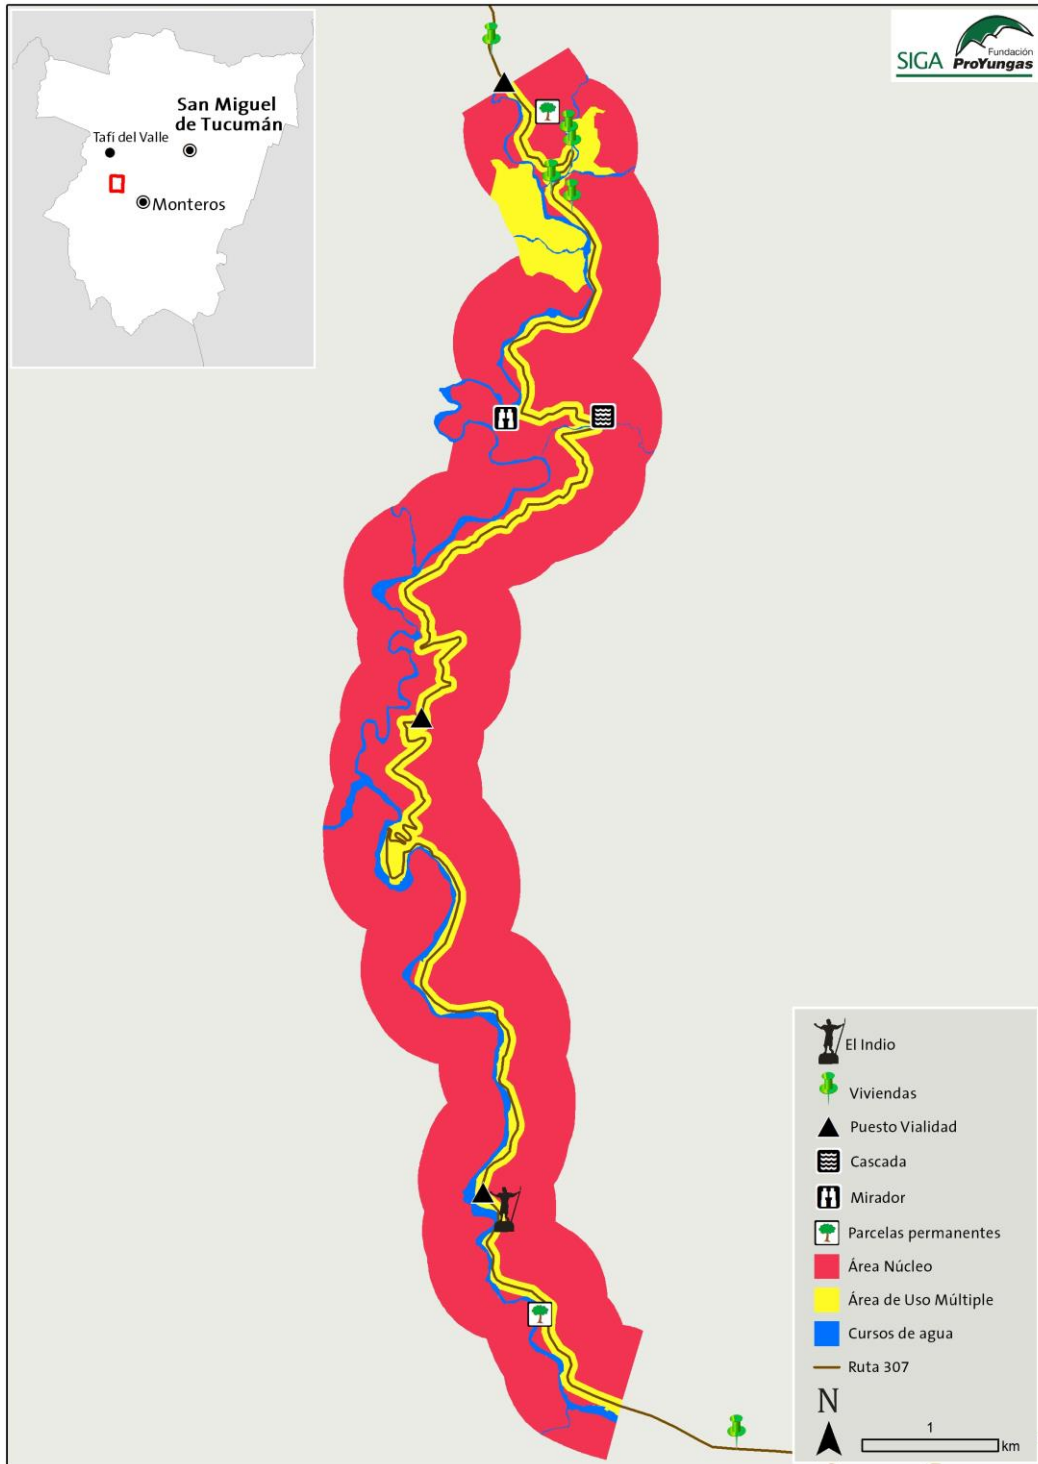 San Miguel
de Tucumán
Tafí del Valle
Monteros
SIGA
Fundación
ProYungas
El Indio
Viviendas
Puesto Vialidad
Cascada
Mirador
Parcelas permanentes
Área Núcleo
Área de Uso Múltiple
Cursos de agua
Ruta 307
N
1
km